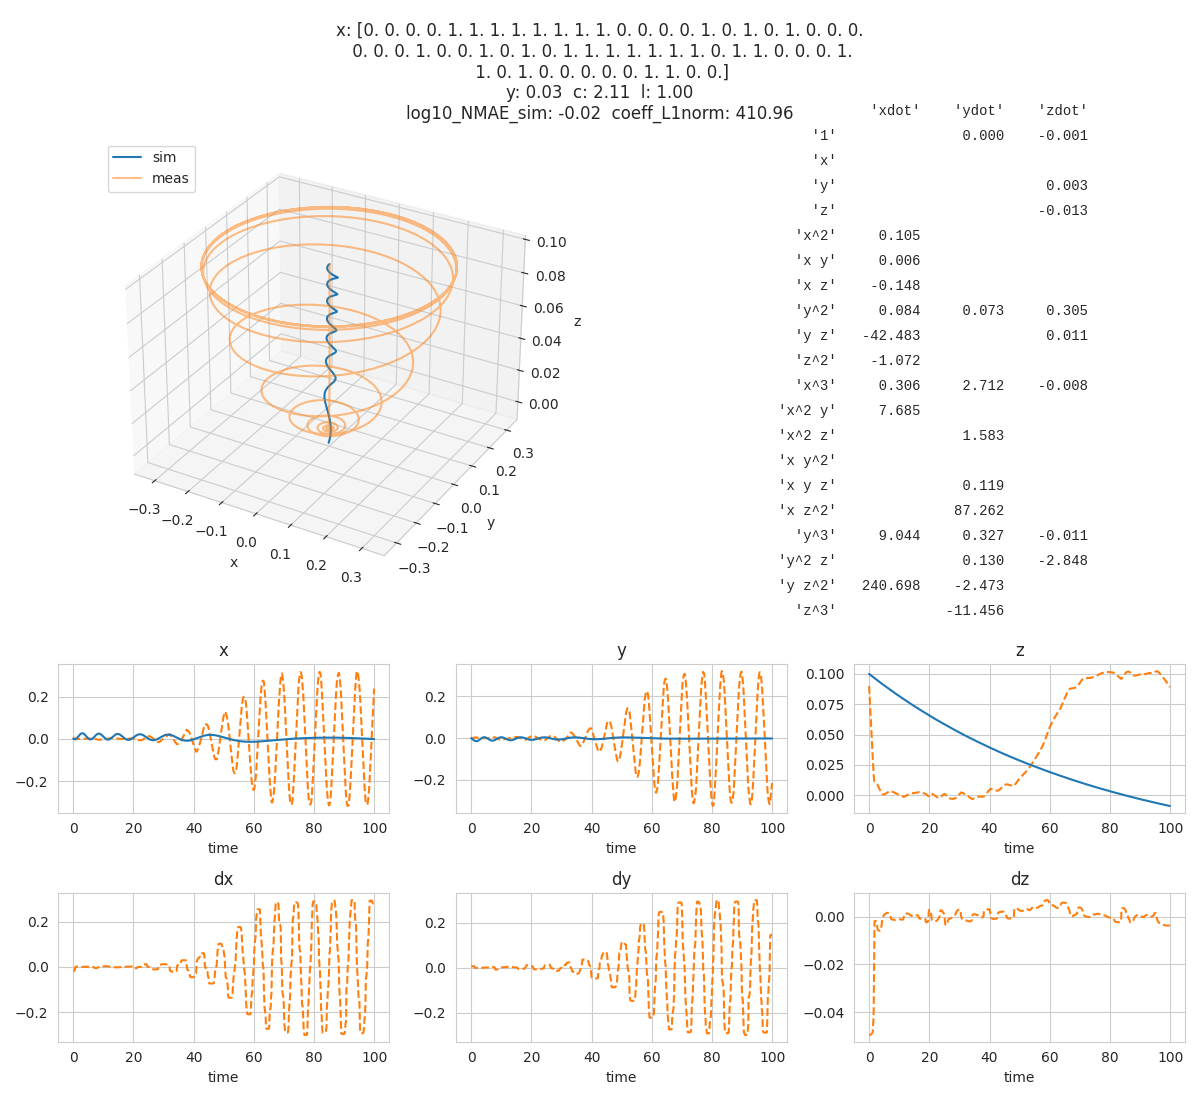 x: [0. 0. 0. 0. 1. 1. 1. 1. 1. 1. 1. 1. 0. 0. 0. 0. 1. 0. 1. 0. 1. 0. 0. 0.
0. 0. 0. 1. 0. 0. 1. 0. 1. 0. 1. 1. 1. 1. 1. 1. 1. 1. 0. 1. 1. 0. 0. 0. 1.
1. 0. 1. 0. 0. 0. 0. 0. 1. 1. 0. 0.]
y: 0.03 c: 2.11 l: 1.00
log10_NMAE_sim: -0.02 coeff_L1norm: 410.96
'xdot' 'ydot' 'zdot'
'1' 0.000 -0.001
'x'
'y' 0.003
'z' -0.013
'x^2' 0.105
'x y' 0.006
'x z' -0.148
'y^2' 0.084 0.073 0.305
'y z' -42.483 0.011
'z^2' -1.072
'x^3' 0.306 2.712 -0.008
'x^2 y' 7.685
'x^2 z' 1.583
'x y^2'
'x y z' 0.119
'x z^2' 87.262
'y^3' 9.044 0.327 -0.011
'y^2 z' 0.130 -2.848
'y z^2' 240.698 -2.473
'z^3' -11.456
sim
meas
0.10
0.08
0.06
z
0.04
0.02
0.00
0.3
0.2
0.1
0.0
y
−0.1
−0.2
−0.3
−0.3
−0.2
−0.1
0.0
x
0.1
0.2
0.3
x
0.2
0.0
−0.2
0 20 40 60 80 100
time
y
0.2
0.0
−0.2
0 20 40 60 80 100
time
z
0.100
0.075
0.050
0.025
0.000
0 20 40 60 80 100
time
dx
0.2
0.0
−0.2
0 20 40 60 80 100
time
dy
0.2
0.0
−0.2
0 20 40 60 80 100
time
dz
0.00
−0.02
−0.04
0 20 40 60 80 100
time